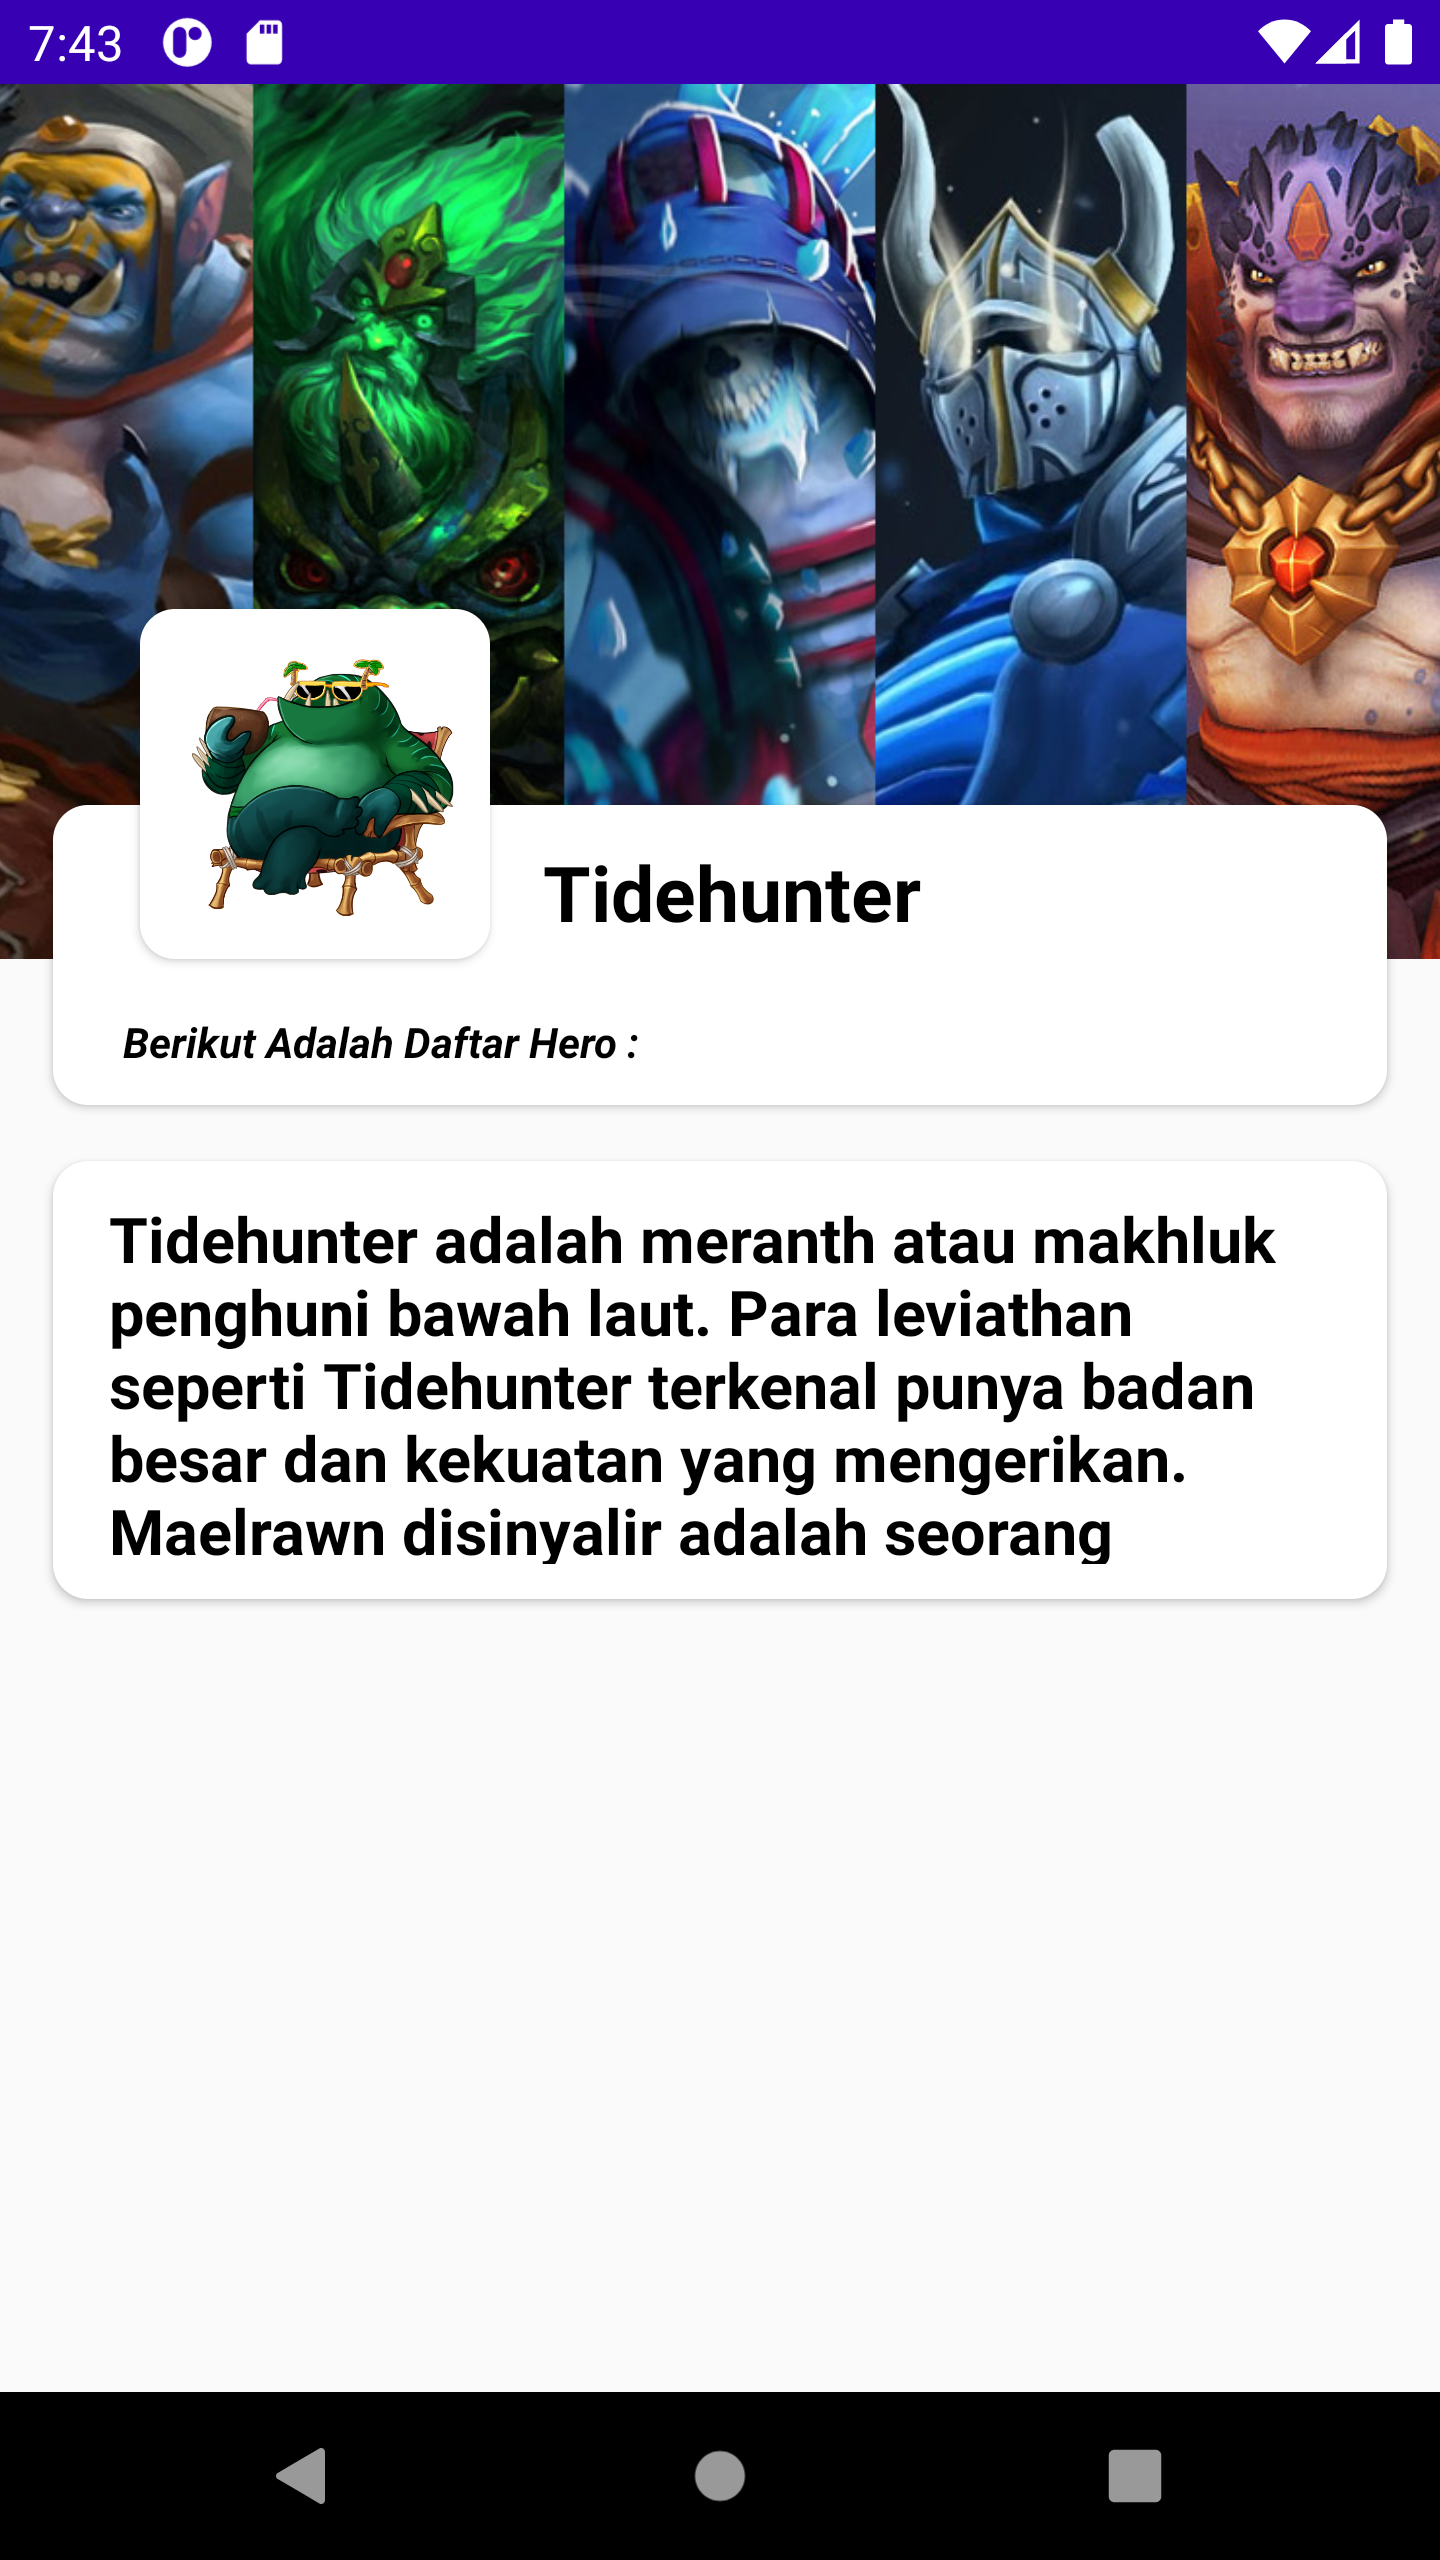 7:43
Tidehunter
Berikut Adalah Daftar Hero :
Tidehunter adalah meranth atau makhluk
penghuni bawah laut. Para leviathan
seperti Tidehunter terkenal punya badan
besar dan kekuatan yang mengerikan.
Maelrawn disinyalir adalah seorang